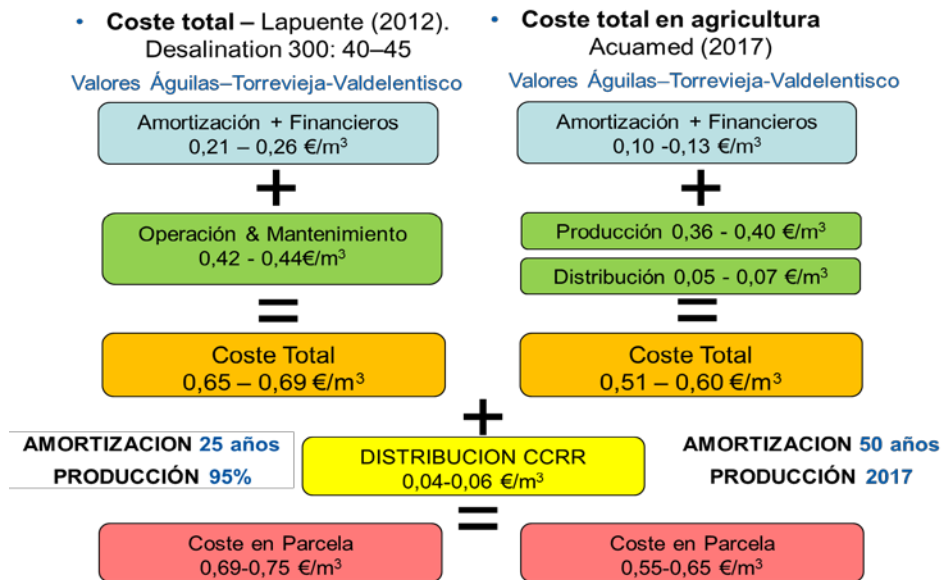 • Coste total – Lapuente (2012).
Desalination 300: 40–45
Valores Águilas–Torrevieja-Valdelentisco
Amortización + Financieros
0,21 – 0,26 €/m³
+
Operación & Mantenimiento
0,42 - 0,44€/m³
=
Coste Total
0,65 – 0,69 €/m³
• Coste total en agricultura
Acuamed (2017)
Valores Águilas–Torrevieja-Valdelentisco
Amortización + Financieros
0,10 -0,13 €/m³
+
Producción 0,36 - 0,40 €/m³
Distribución 0,05 - 0,07 €/m³
=
Coste Total
0,51 – 0,60 €/m³
+
AMORTIZACION 25 años
PRODUCCIÓN 95%
DISTRIBUCION CCRR
0,04-0,06 €/m³
AMORTIZACION 50 años
PRODUCCIÓN 2017
=
Coste en Parcela
0,69-0,75 €/m³
Coste en Parcela
0,55-0,65 €/m³